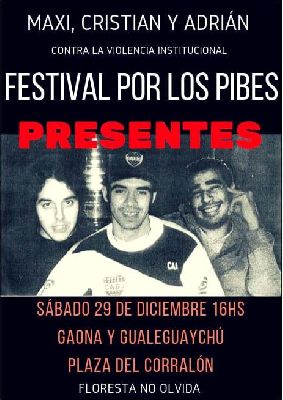 MAXI, CRISTIAN Y ADRIÁN
CONTRA LA VIOLENCIA INSTITUCIONAL
FESTIVAL POR LOS PIBES
PRESENTES
SÁBADO 29 DE DICIEMBRE 16HS
GAONA Y GUALEGUAYCHÚ
PLAZA DEL CORRALÓN
FLORESTA NO OLVIDA